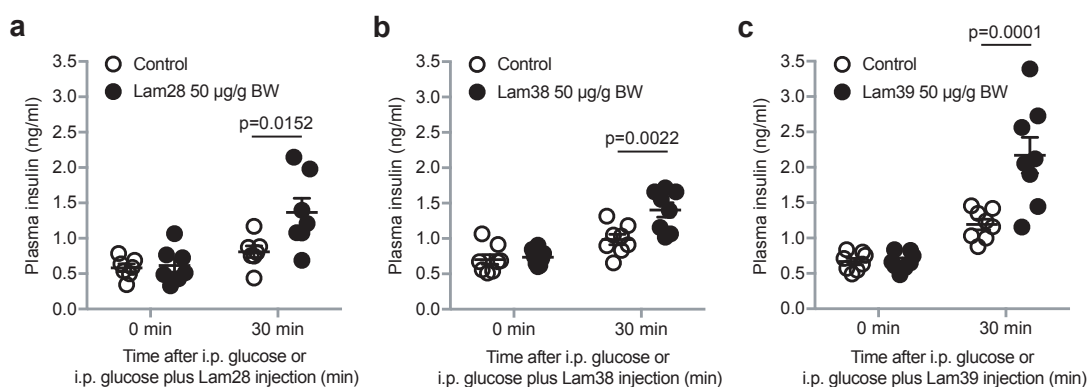 a
3.5
3.0
2.5
2.0
1.5
1.0
0.5
0.0
Plasma insulin (ng/ml)
Control
Lam28 50 µg/g BW
p=0.0152
0 min
30 min
Time after i.p. glucose or
i.p. glucose plus Lam28 injection (min)
b
3.5
3.0
2.5
2.0
1.5
1.0
0.5
0.0
Plasma insulin (ng/ml)
Control
Lam38 50 µg/g BW
p=0.0022
0 min
30 min
Time after i.p. glucose or
i.p. glucose plus Lam38 injection (min)
c
3.5
3.0
2.5
2.0
1.5
1.0
0.5
0.0
Plasma insulin (ng/ml)
Control
Lam39 50 µg/g BW
p=0.0001
0 min
30 min
Time after i.p. glucose or
i.p. glucose plus Lam39 injection (min)